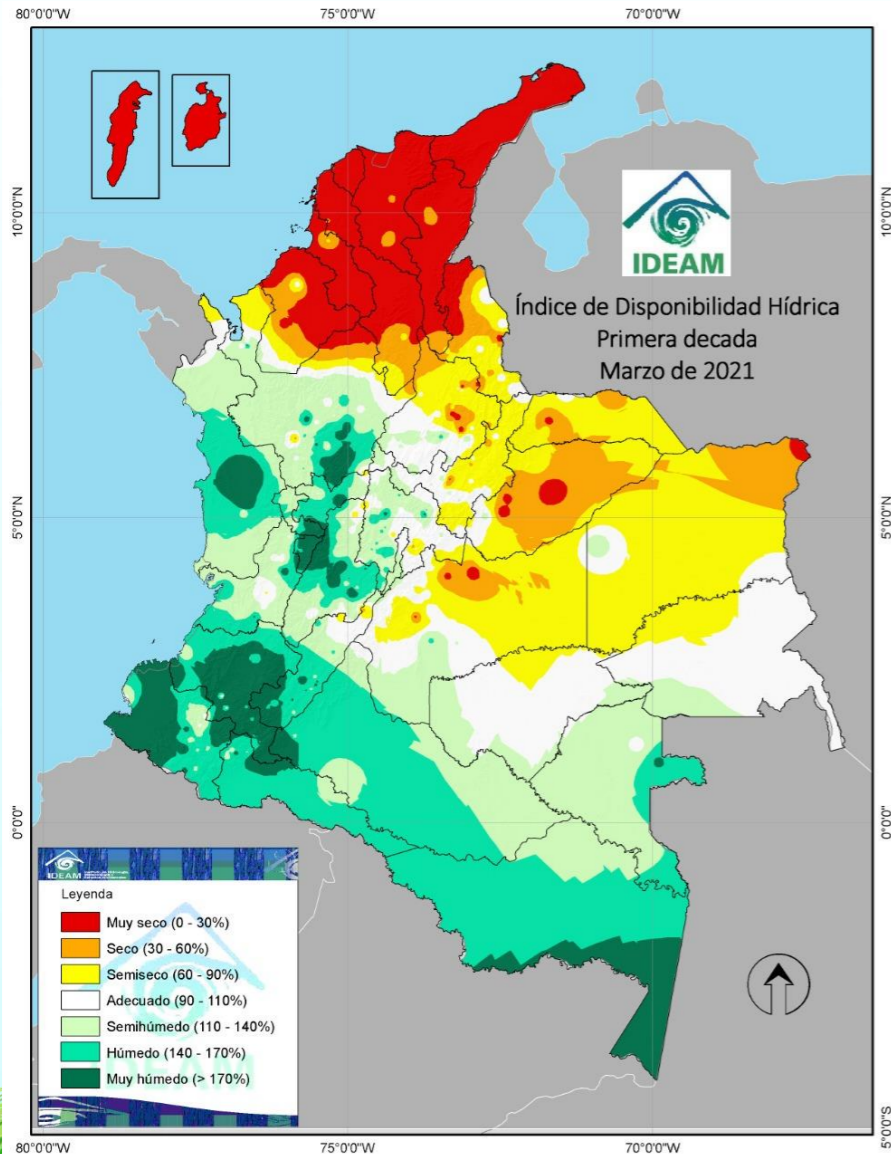 80°0'0"W 75°0'0"W 70°0'0"W
10°0'0"N
10°0'0"N
IDEAM
Índice de Disponibilidad Hídrica
Primera decada
Marzo de 2021
5°0'0"N
5°0'0"N
0°0'0"
0°0'0"
IDEAM
Leyenda
Muy seco (0 - 30%)
Seco (30 - 60%)
Semiseco (60 - 90%)
Adecuado (90 - 110%)
Semihúmedo (110 - 140%)
Húmedo (140 - 170%)
Muy húmedo (> 170%)
IDEAM
5°0'0"S
80°0'0"W 75°0'0"W 70°0'0"W